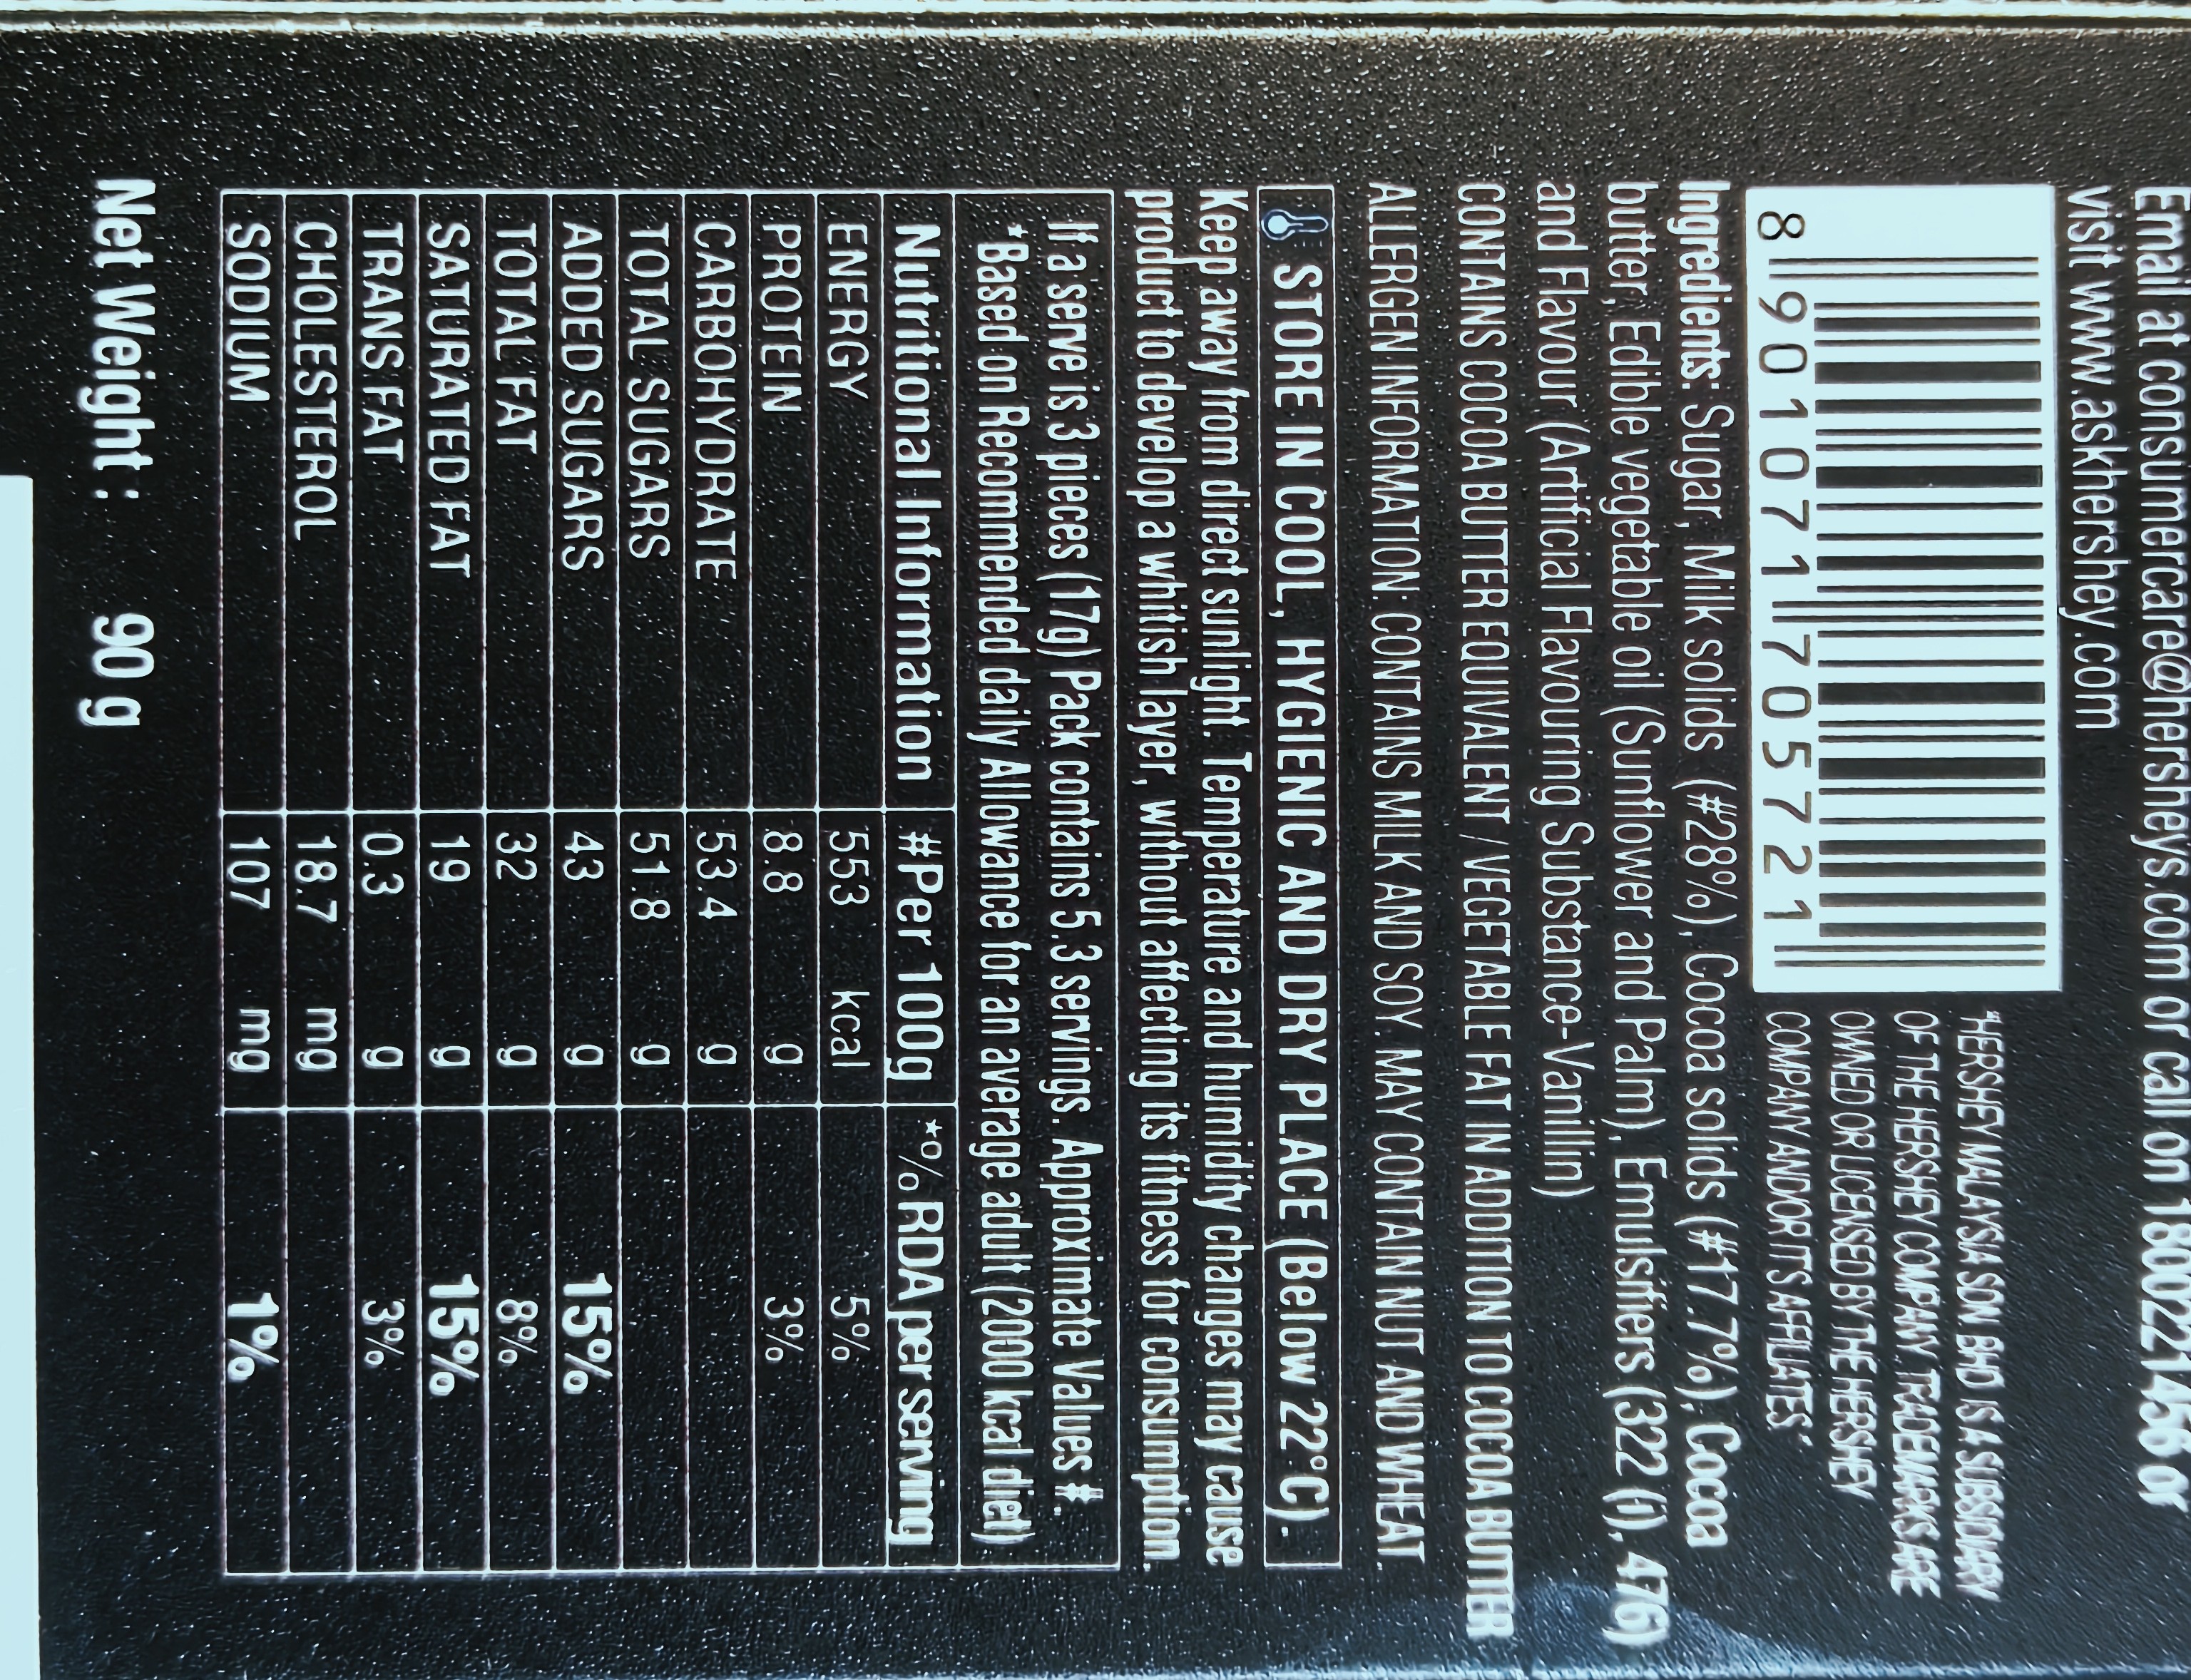 Email at consumercare@hersheys.com or call on 1800221456 or
visit www.askhershey.com
8 901071 705721
"HERSHEY MALAYSIA SDN. BHD. IS A SUBSIDIARY
OF THE HERSHEY COMPANY. TRADEMARKS ARE
OWNED OR LICENSED BY THE HERSHEY
COMPANY AND/OR ITS AFFILIATES"
Ingredients: Sugar, Milk solids (#28%), Cocoa solids (#17.7%), Cocoa
butter, Edible vegetable oil (Sunflower and Palm), Emulsifiers (322 (i), 476)
and Flavour (Artificial Flavouring Substance-Vanillin)
CONTAINS COCOA BUTTER EQUIVALENT / VEGETABLE FAT IN ADDITION TO COCOA BUTTER
ALLERGEN INFORMATION: CONTAINS MILK AND SOY. MAY CONTAIN NUT AND WHEAT.
STORE IN COOL, HYGIENIC AND DRY PLACE (Below 22°C).
Keep away from direct sunlight. Temperature and humidity changes may cause
product to develop a whitish layer, without affecting its fitness for consumption.
If a serve is 3 pieces (17g) Pack contains 5.3 servings. Approximate Values #.
*Based on Recommended daily Allowance for an average adult (2000 kcal diet)
Nutritional Information #Per 100g *% RDA per serving
ENERGY 553 kcal 5%
PROTEIN 8.8 g 3%
CARBOHYDRATE 53.4 g
TOTAL SUGARS 51.8 g
ADDED SUGARS 43 g 15%
TOTAL FAT 32 g 8%
SATURATED FAT 19 g 15%
TRANS FAT 0.3 g 3%
CHOLESTEROL 18.7 mg
SODIUM 107 mg 1%
Net Weight : 90 g